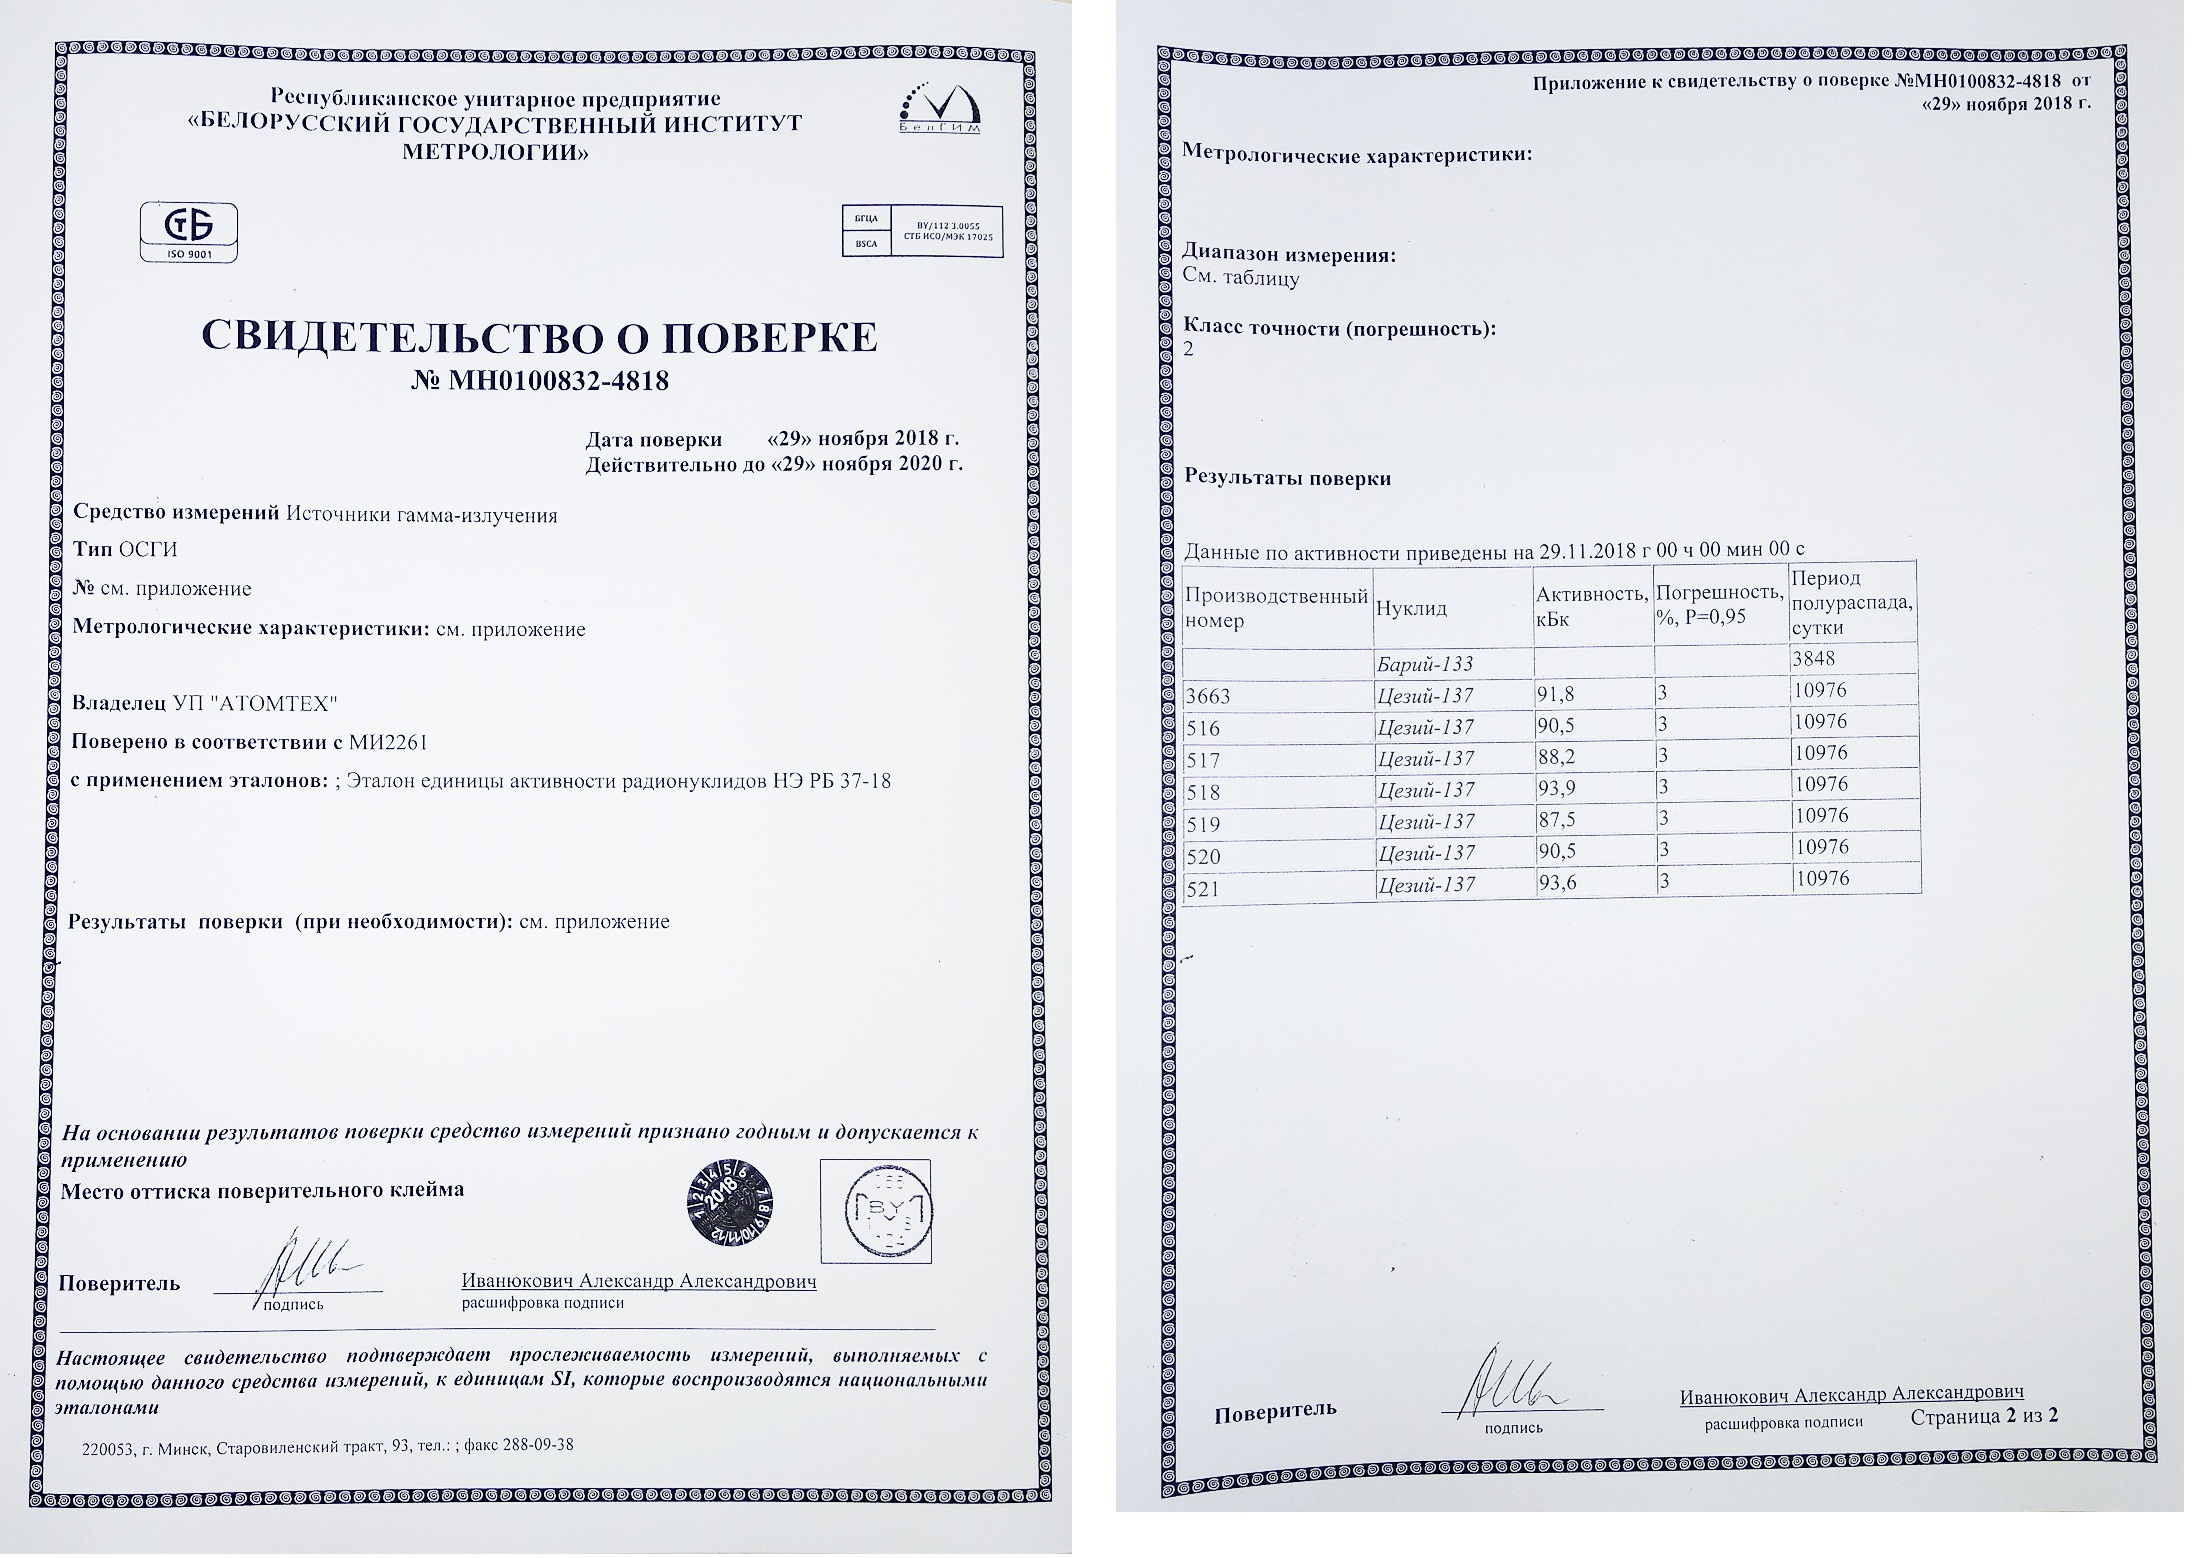 Республиканское унитарное предприятие
«БЕЛОРУССКИЙ ГОСУДАРСТВЕННЫЙ ИНСТИТУТ
МЕТРОЛОГИИ»
БелГИМ
СТБ
ISO 9001
БГЦА
BSCA
BY/112 3.0055
СТБ ИСО/МЭК 17025
СВИДЕТЕЛЬСТВО О ПОВЕРКЕ
№ МН0100832-4818
Дата поверки «29» ноября 2018 г.
Действительно до «29» ноября 2020 г.
Средство измерений Источники гамма-излучения
Тип ОСГИ
№ см. приложение
Метрологические характеристики: см. приложение
Владелец УП "АТОМТЕХ"
Поверено в соответствии с МИ2261
с применением эталонов: ; Эталон единицы активности радионуклидов НЭ РБ 37-18
Результаты поверки (при необходимости): см. приложение
На основании результатов поверки средство измерений признано годным и допускается к
применению
Место оттиска поверительного клейма
1/2/3/4/5/6/7/8/9/10/11/12
2018
BY
Поверитель
подпись
Иванюкович Александр Александрович
расшифровка подписи
Настоящее свидетельство подтверждает прослеживаемость измерений, выполняемых с
помощью данного средства измерений, к единицам SI, которые воспроизводятся национальными
эталонами
220053, г. Минск, Старовиленский тракт, 93, тел.: ; факс 288-09-38
Приложение к свидетельству о поверке №МН0100832-4818 от
«29» ноября 2018 г.
Метрологические характеристики:
Диапазон измерения:
См. таблицу
Класс точности (погрешность):
2
Результаты поверки
Данные по активности приведены на 29.11.2018 г 00 ч 00 мин 00 с
Производственный номер Нуклид Активность, кБк Погрешность, %, P=0,95 Период полураспада, сутки
Барий-133 3848
3663 Цезий-137 91,8 3 10976
516 Цезий-137 90,5 3 10976
517 Цезий-137 88,2 3 10976
518 Цезий-137 93,9 3 10976
519 Цезий-137 87,5 3 10976
520 Цезий-137 90,5 3 10976
521 Цезий-137 93,6 3 10976
Поверитель
подпись
Иванюкович Александр Александрович
расшифровка подписи
Страница 2 из 2